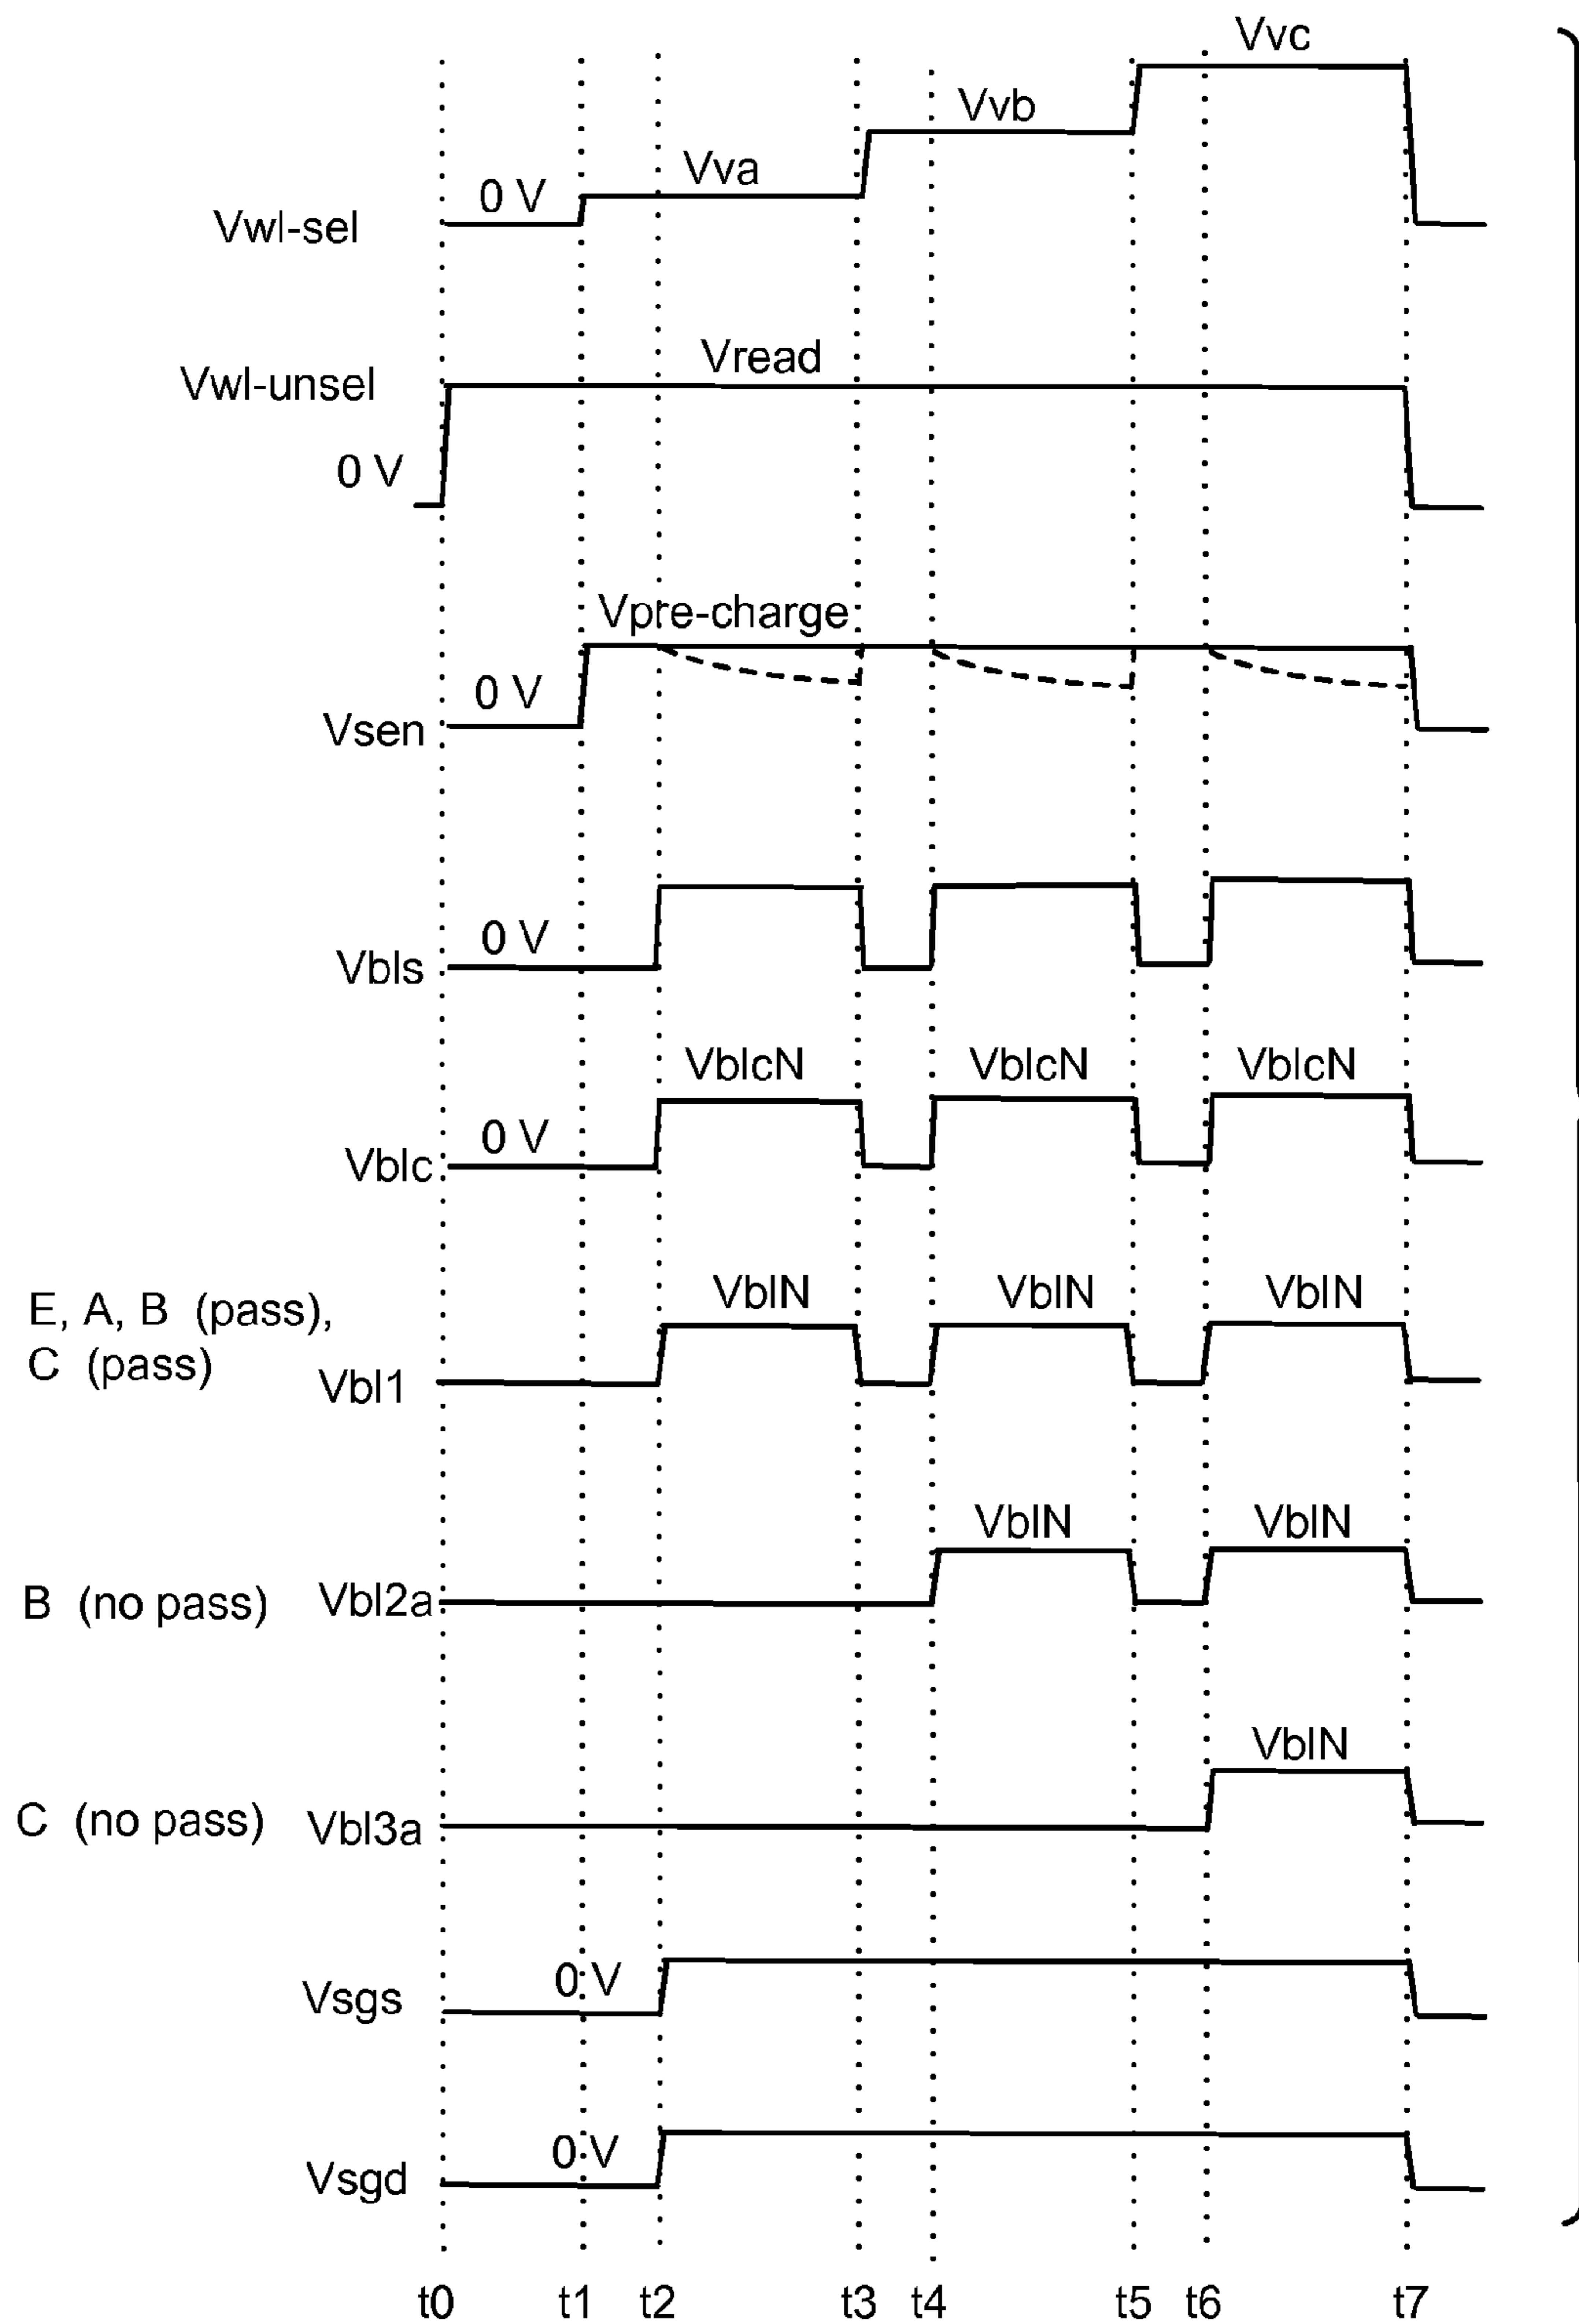 Vvc
Vvb
Vva
0 V
Vwl-sel
Vread
Vwl-unsel
0 V
Vpre-charge
0 V
Vsen
0 V
Vbls
VblcN VblcN VblcN
0 V
Vblc
E, A, B (pass),
C (pass)
VblN VblN VblN
Vbl1
VblN VblN
B (no pass) Vbl2a
VblN
C (no pass) Vbl3a
0 V
Vsgs
0 V
Vsgd
t0 t1 t2 t3 t4 t5 t6 t7